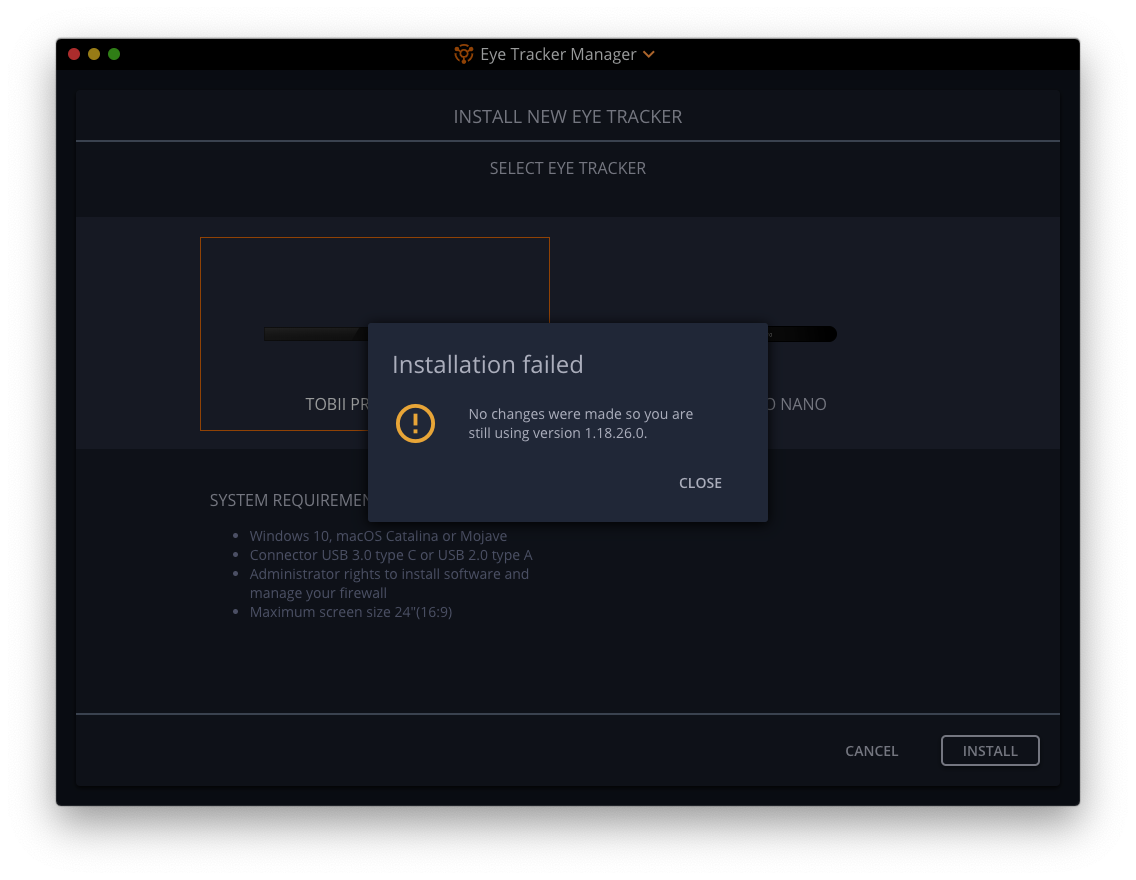 Eye Tracker Manager
INSTALL NEW EYE TRACKER
SELECT EYE TRACKER
TOBII PR
O NANO
Installation failed
No changes were made so you are
still using version 1.18.26.0.
CLOSE
SYSTEM REQUIREMEN
Windows 10, macOS Catalina or Mojave
Connector USB 3.0 type C or USB 2.0 type A
Administrator rights to install software and
manage your firewall
Maximum screen size 24"(16:9)
CANCEL
INSTALL